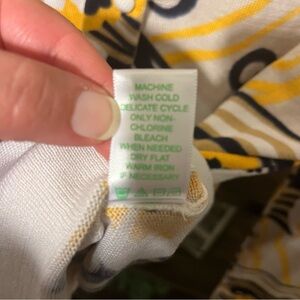 MACHINE
WASH COLD
DELICATE CYCLE
ONLY NON-
CHLORINE
BLEACH
WHEN NEEDED
DRY FLAT
WARM IRON
IF NECESSARY